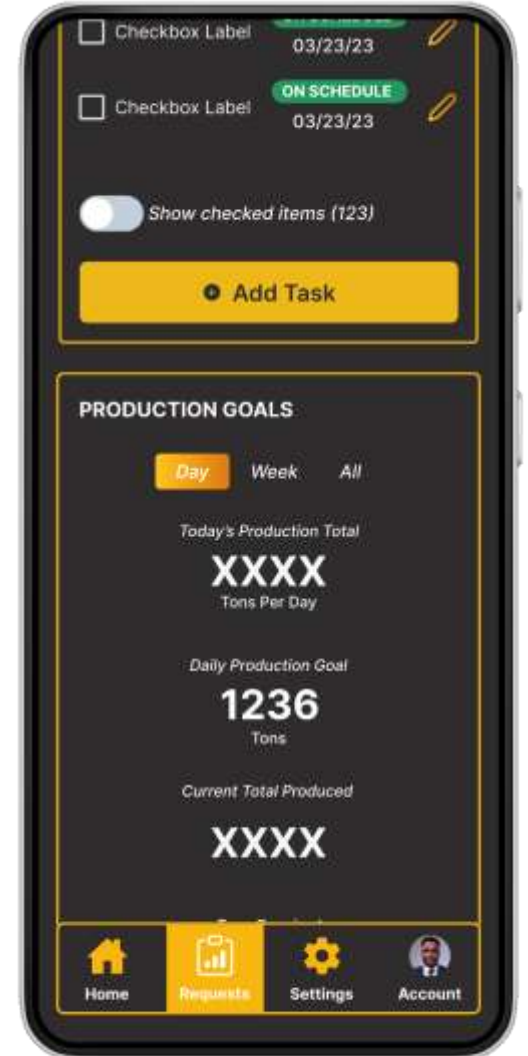 Checkbox Label
03/23/23
Checkbox Label
ON SCHEDULE
03/23/23
Show checked items (123)
Add Task
PRODUCTION GOALS
Day Week All
Today's Production Total
XXXX
Tons Per Day
Daily Production Goal
1236
Tons
Current Total Produced
XXXX
Home Requests Settings Account